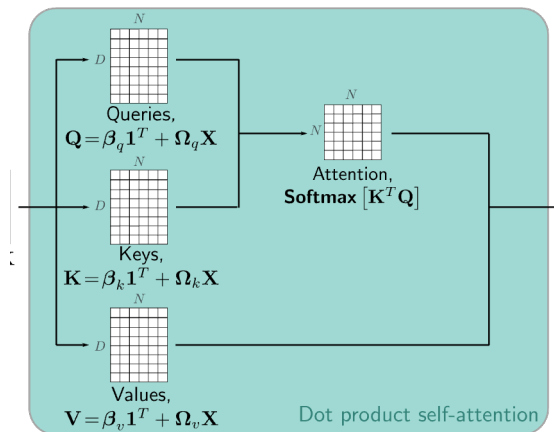 N
D
Queries,
Q=β_q1^T + Ω_qX
N
N
Attention,
Softmax [K^TQ]
N
D
Keys,
K=β_k1^T + Ω_kX
N
D
Values,
V=β_v1^T + Ω_vX
Dot product self-attention